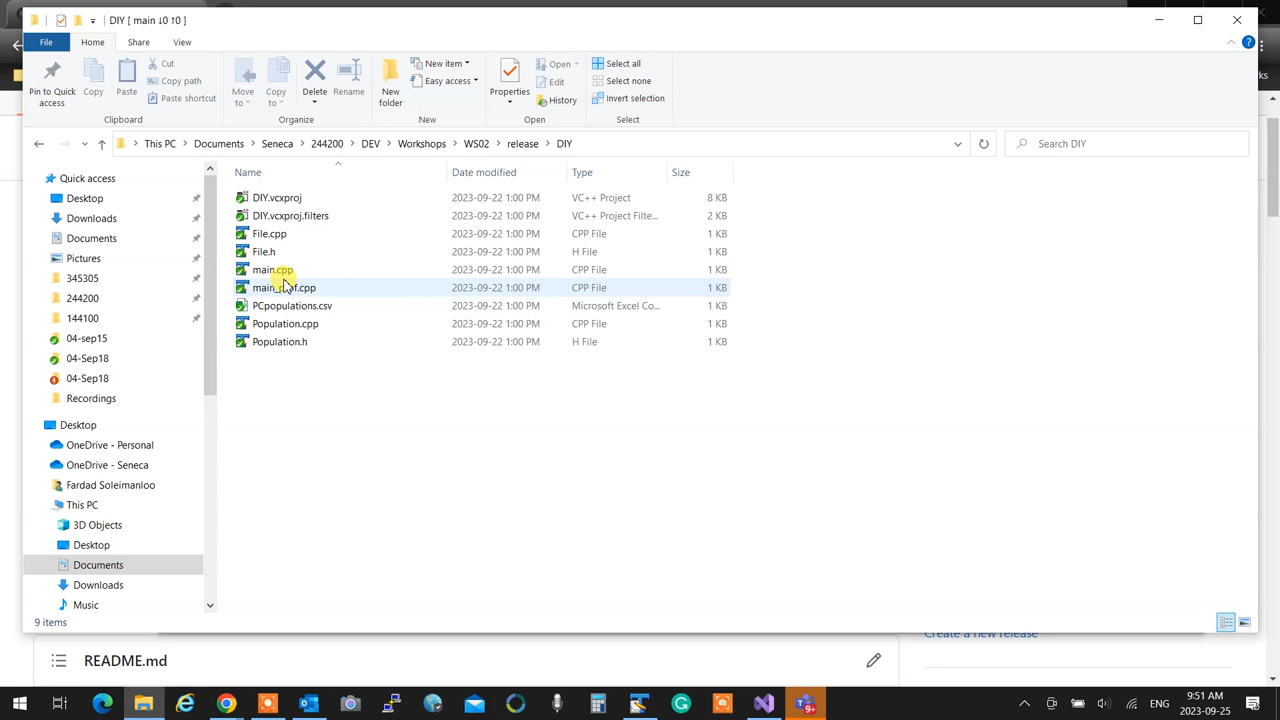 DIY [ main ↓0 ↑0 ]
File Home Share View
Pin to Quick access
Copy
Paste
Cut
Copy path
Paste shortcut
Move to
Copy to
Delete
Rename
New folder
New item
Easy access
Properties
Open
Edit
History
Select all
Select none
Invert selection
Clipboard Organize New Open Select
This PC > Documents > Seneca > 244200 > DEV > Workshops > WS02 > release > DIY
Search DIY
Name Date modified Type Size
DIY.vcxproj 2023-09-22 1:00 PM VC++ Project 8 KB
DIY.vcxproj.filters 2023-09-22 1:00 PM VC++ Project Filte... 2 KB
File.cpp 2023-09-22 1:00 PM CPP File 1 KB
File.h 2023-09-22 1:00 PM H File 1 KB
main.cpp 2023-09-22 1:00 PM CPP File 1 KB
2023-09-22 1:00 PM CPP File 1 KB
PCpopulations.csv 2023-09-22 1:00 PM Microsoft Excel Co... 1 KB
Population.cpp 2023-09-22 1:00 PM CPP File 1 KB
Population.h 2023-09-22 1:00 PM H File 1 KB
Quick access
Desktop
Downloads
Documents
Pictures
345305
244200
144100
04-sep15
04-Sep18
04-Sep18
Recordings
Desktop
OneDrive - Personal
OneDrive - Seneca
Fardad Soleimanloo
This PC
3D Objects
Desktop
Documents
Downloads
Music
9 items
Create a new release
README.md
9+
ENG
9:51 AM
2023-09-25